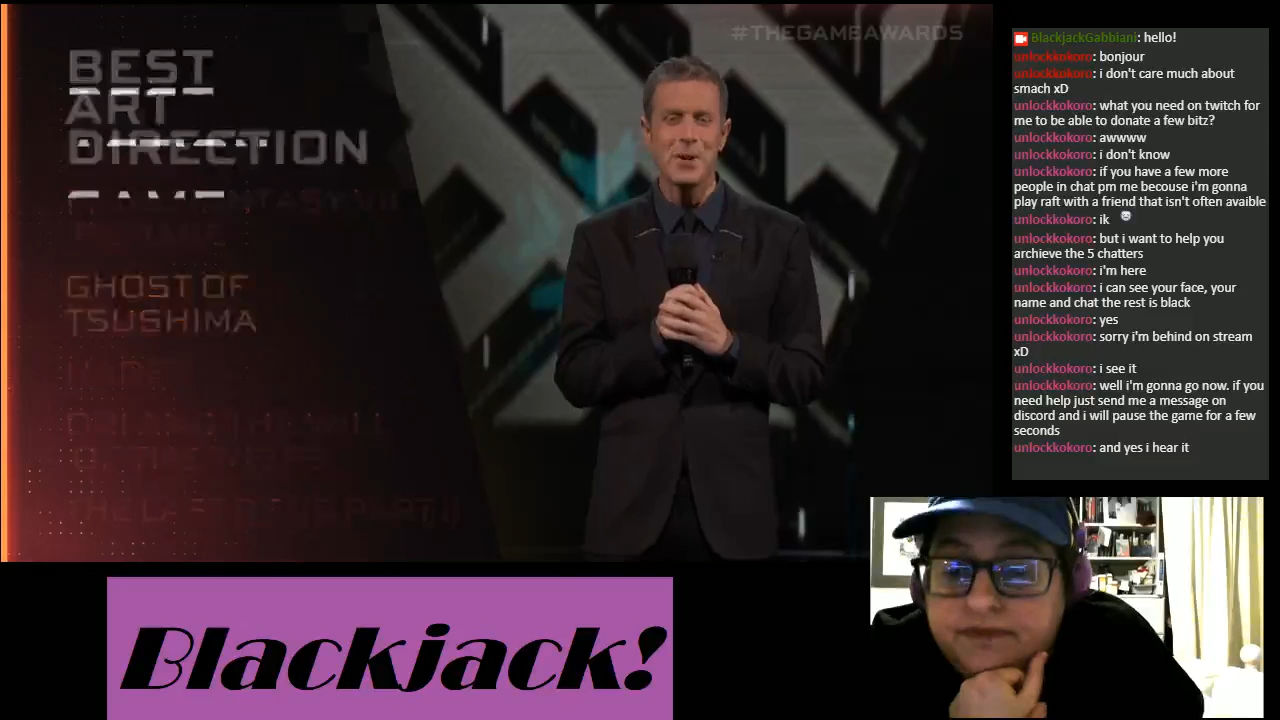 #THEGAMEAWARDS
BEST
ART
DIRECTION
GHOST OF
TSUSHIMA
BlackjackGabbiani: hello!
unlockkokoro: bonjour
unlockkokoro: i don't care much about
smach xD
unlockkokoro: what you need on twitch for
me to be able to donate a few bitz?
unlockkokoro: awwww
unlockkokoro: i don't know
unlockkokoro: if you have a few more
people in chat pm me becouse i'm gonna
play raft with a friend that isn't often avaible
unlockkokoro: ik
unlockkokoro: but i want to help you
archieve the 5 chatters
unlockkokoro: i'm here
unlockkokoro: i can see your face, your
name and chat the rest is black
unlockkokoro: yes
unlockkokoro: sorry i'm behind on stream
xD
unlockkokoro: i see it
unlockkokoro: well i'm gonna go now. if you
need help just send me a message on
discord and i will pause the game for a few
seconds
unlockkokoro: and yes i hear it
Blackjack!